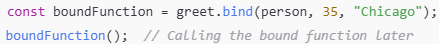 const boundFunction = greet.bind(person, 35, "Chicago");
boundFunction();  // Calling the bound function later